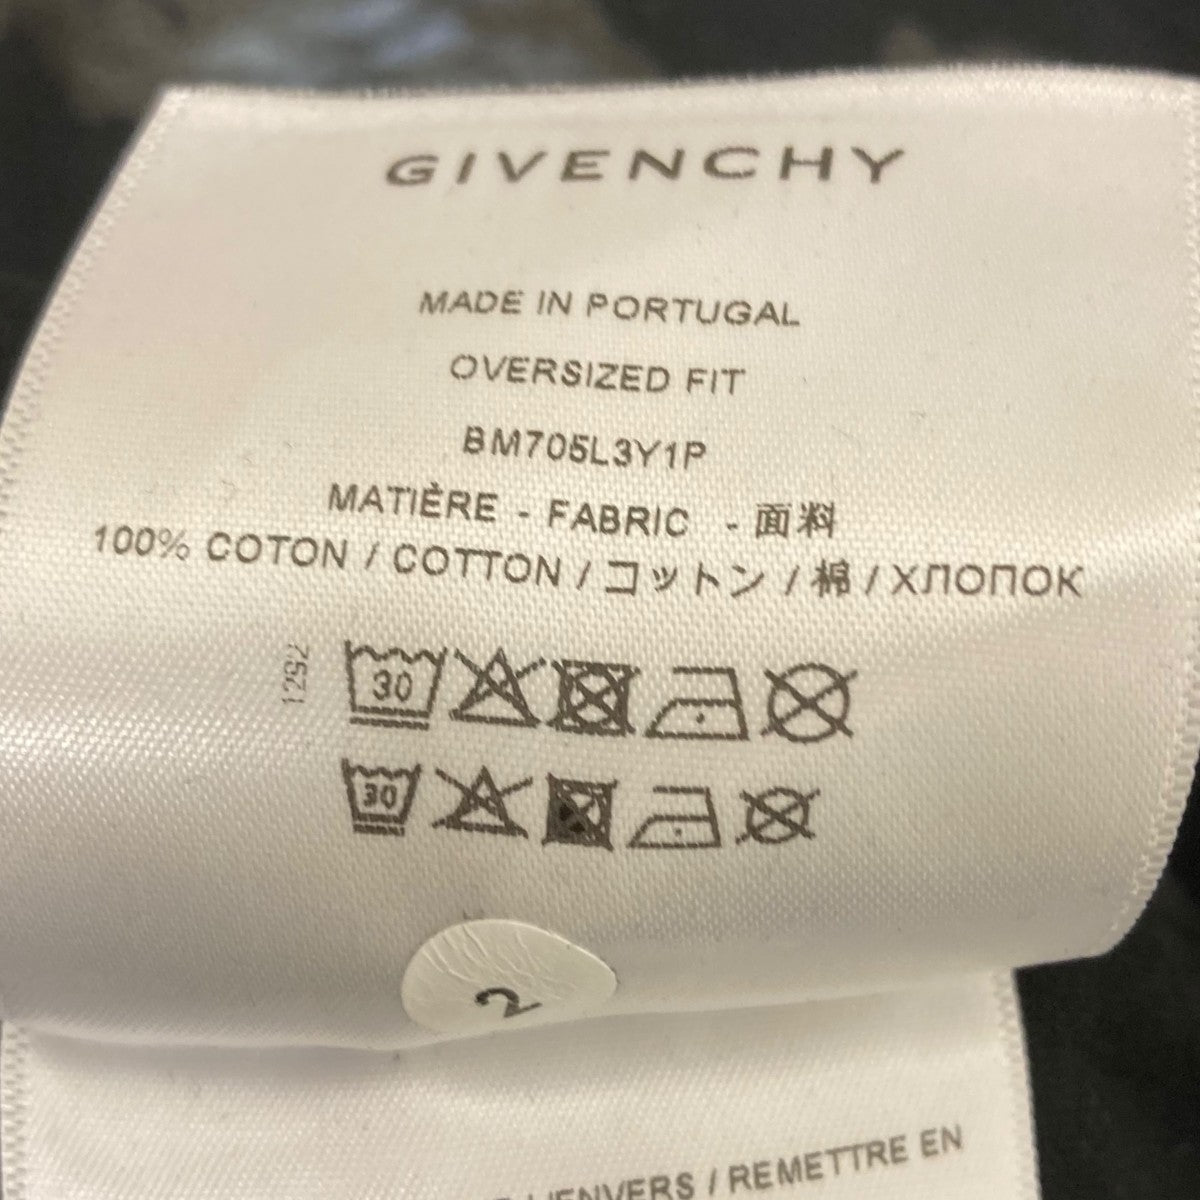 GIVENCHY
MADE IN PORTUGAL
OVERSIZED FIT
BM705L3Y1P
MATIÈRE - FABRIC - 面料
100% COTON / COTTON / コットン / 棉 / ХЛОПОК
1292
30
30
2
/ REMETTRE EN